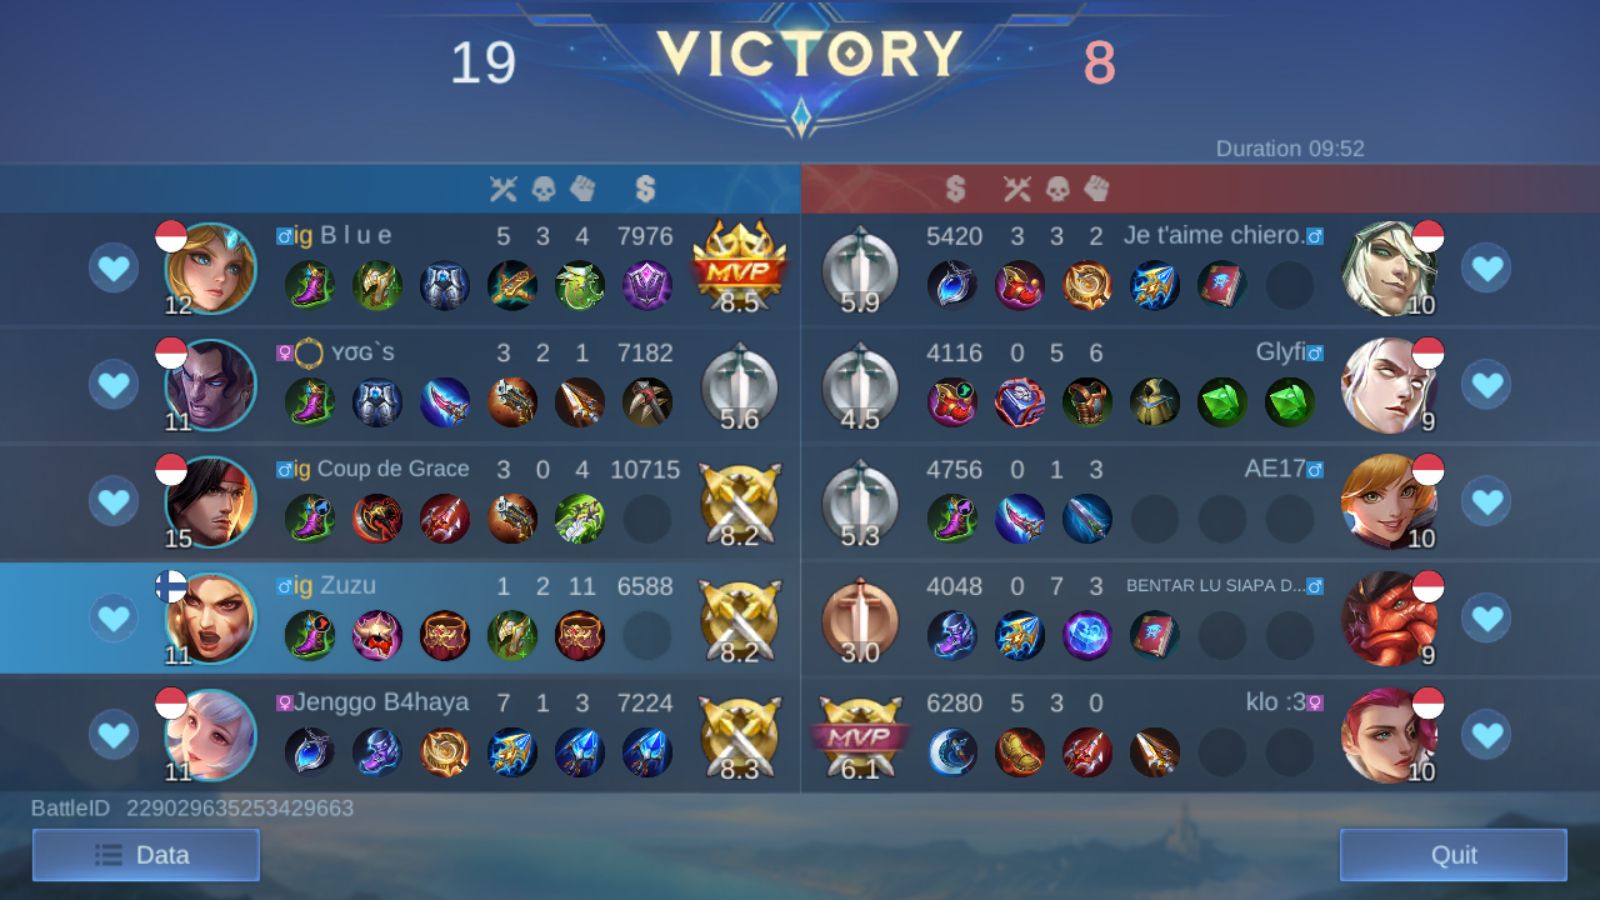 19 VICTORY 8
Duration 09:52
ig B l u e 5 3 4 7976 MVP 8.5 12
5.9 5420 3 3 2 Je t'aime chiero. 10
YƠG`S 3 2 1 7182 5.6 11
4.5 4116 0 5 6 Glyfi 9
ig Coup de Grace 3 0 4 10715 8.2 15
5.3 4756 0 1 3 AE17 10
ig Zuzu 1 2 11 6588 8.2 11
3.0 4048 0 7 3 BENTAR LU SIAPA D... 9
Jenggo B4haya 7 1 3 7224 8.3 11
MVP 6.1 6280 5 3 0 klo :3 10
BattleID 229029635253429663
Data
Quit